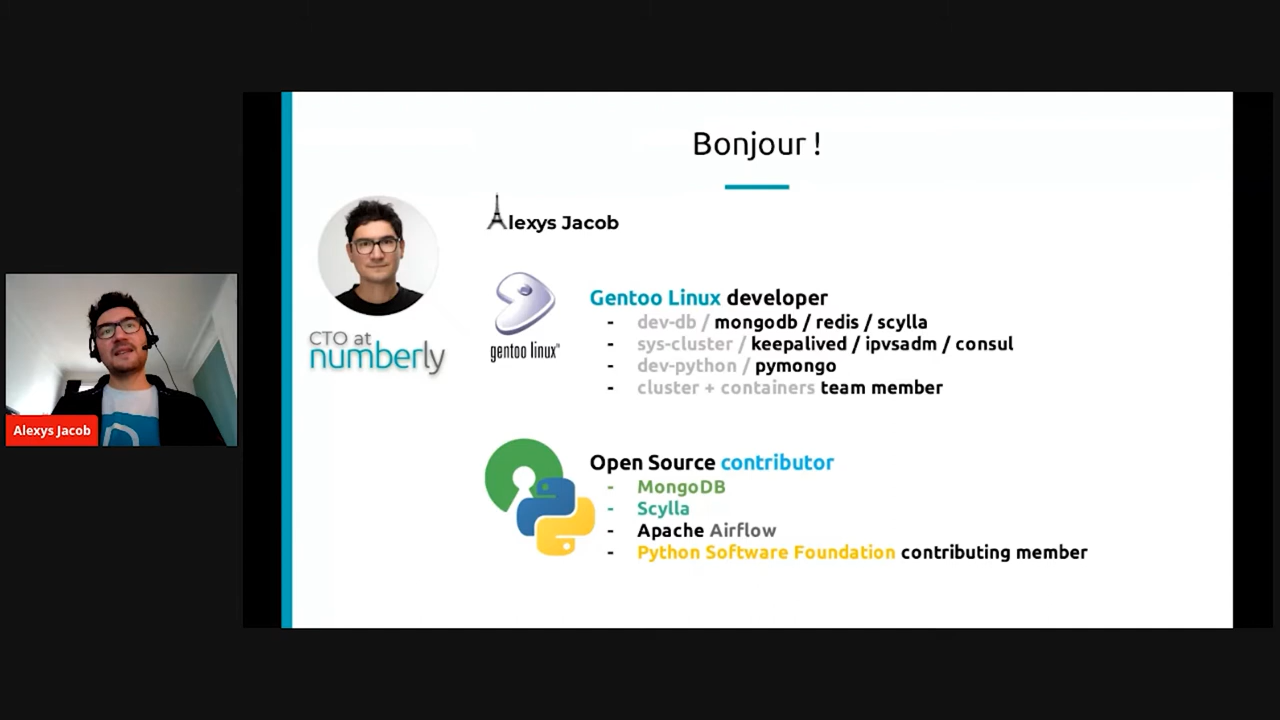 Bonjour !
lexys Jacob
CTO at
numberly
gentoo linux™
Gentoo Linux developer
- dev-db / mongodb / redis / scylla
- sys-cluster / keepalived / ipvsadm / consul
- dev-python / pymongo
- cluster + containers team member
Open Source contributor
- MongoDB
- Scylla
- Apache Airflow
- Python Software Foundation contributing member
Alexys Jacob